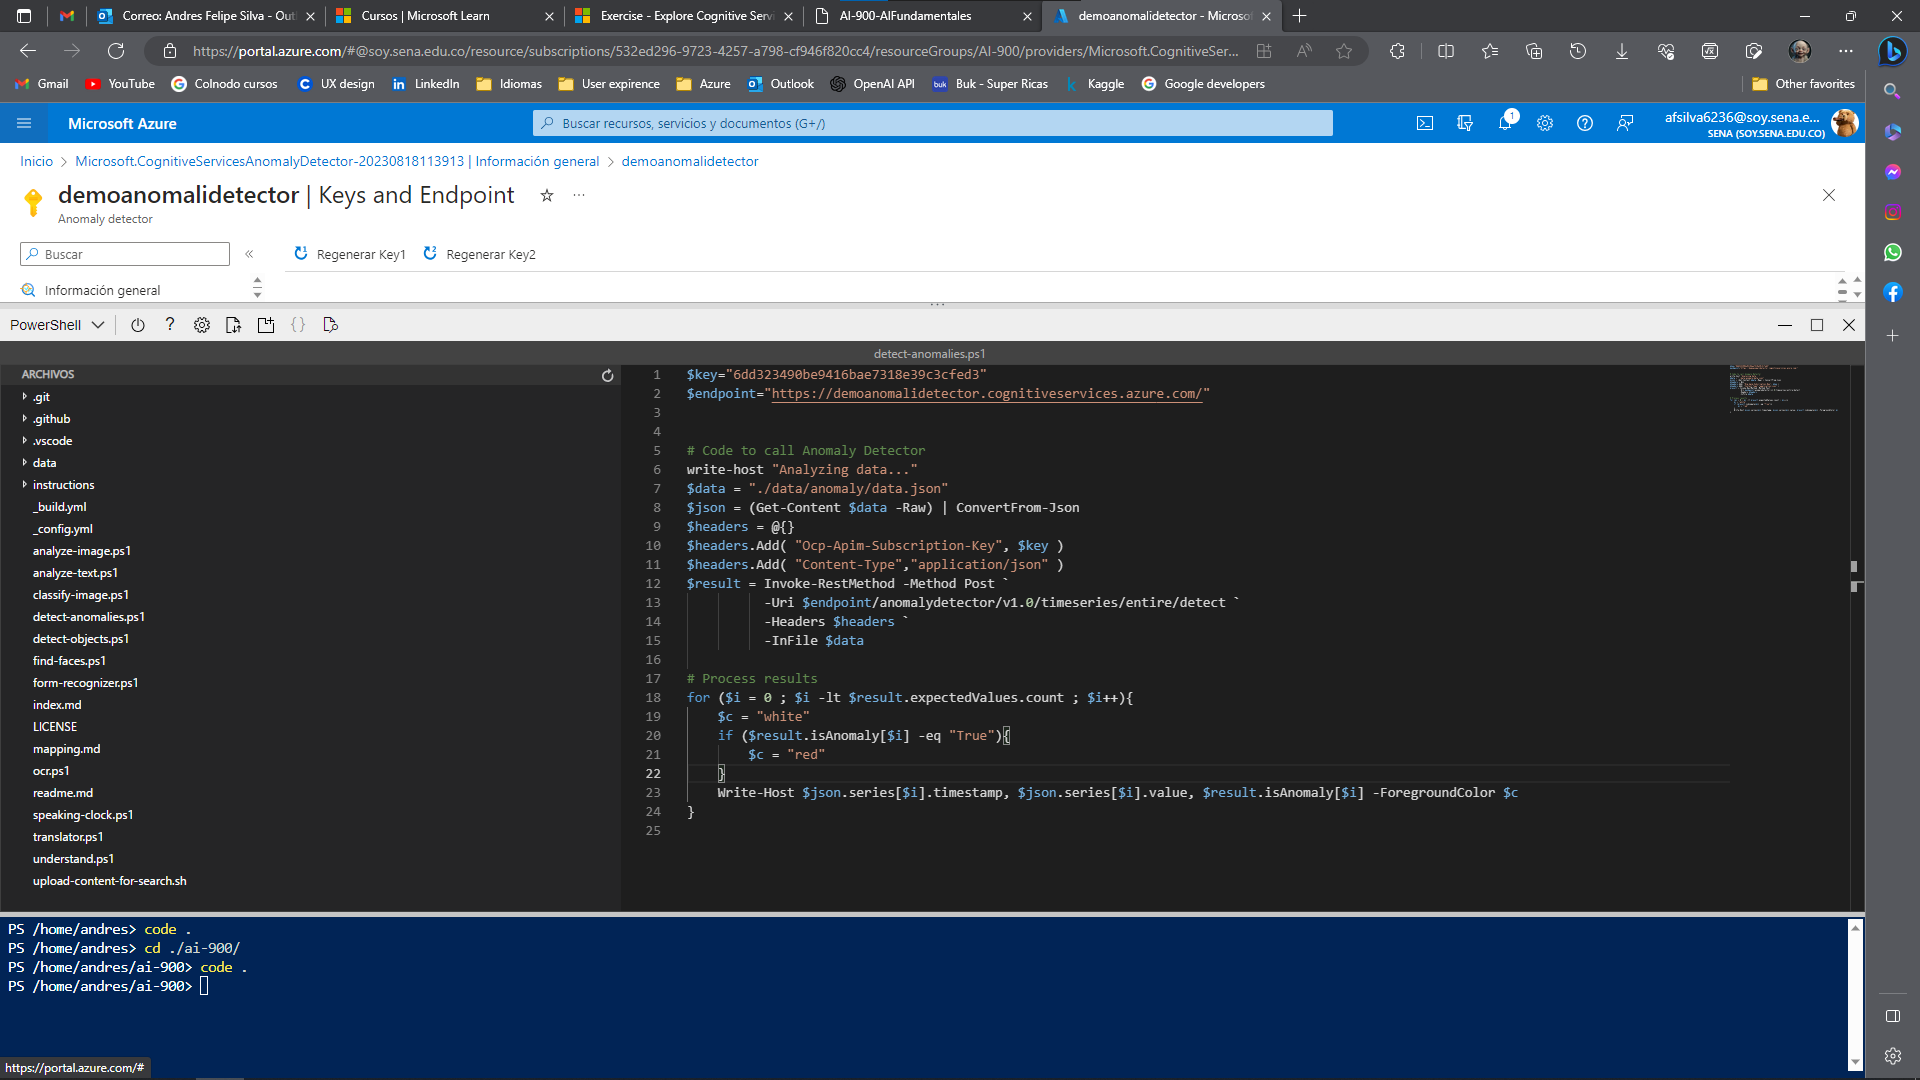 Correo: Andres Felipe Silva - Out
Cursos | Microsoft Learn
Exercise - Explore Cognitive Servi
AI-900-AIFundamentales
demoanomalidetector - Microsof
https://portal.azure.com/#@soy.sena.edu.co/resource/subscriptions/532ed296-9723-4257-a798-cf946f820cc4/resourceGroups/AI-900/providers/Microsoft.CognitiveSer...
Gmail YouTube Colnodo cursos UX design LinkedIn Idiomas User expirence Azure Outlook OpenAI API Buk - Super Ricas Kaggle Google developers Other favorites
Microsoft Azure
Buscar recursos, servicios y documentos (G+/)
1
afsilva6236@soy.sena.e...
SENA (SOY.SENA.EDU.CO)
Inicio > Microsoft.CognitiveServicesAnomalyDetector-20230818113913 | Información general > demoanomalidetector
demoanomalidetector | Keys and Endpoint
Anomaly detector
Buscar
Regenerar Key1
Regenerar Key2
Información general
PowerShell
detect-anomalies.ps1
ARCHIVOS
.git
.github
.vscode
data
instructions
_build.yml
_config.yml
analyze-image.ps1
analyze-text.ps1
classify-image.ps1
detect-anomalies.ps1
detect-objects.ps1
find-faces.ps1
form-recognizer.ps1
index.md
LICENSE
mapping.md
ocr.ps1
readme.md
speaking-clock.ps1
translator.ps1
understand.ps1
upload-content-for-search.sh
1 $key="6dd323490be9416bae7318e39c3cfed3"
2 $endpoint="https://demoanomalidetector.cognitiveservices.azure.com/"
3
4
5 # Code to call Anomaly Detector
6 write-host "Analyzing data..."
7 $data = "./data/anomaly/data.json"
8 $json = (Get-Content $data -Raw) | ConvertFrom-Json
9 $headers = @{}
10 $headers.Add( "Ocp-Apim-Subscription-Key", $key )
11 $headers.Add( "Content-Type","application/json" )
12 $result = Invoke-RestMethod -Method Post `
13 -Uri $endpoint/anomalydetector/v1.0/timeseries/entire/detect `
14 -Headers $headers `
15 -InFile $data
16
17 # Process results
18 for ($i = 0 ; $i -lt $result.expectedValues.count ; $i++){
19 $c = "white"
20 if ($result.isAnomaly[$i] -eq "True"){
21 $c = "red"
22 }
23 Write-Host $json.series[$i].timestamp, $json.series[$i].value, $result.isAnomaly[$i] -ForegroundColor $c
24 }
25
PS /home/andres> code .
PS /home/andres> cd ./ai-900/
PS /home/andres/ai-900> code .
PS /home/andres/ai-900>
https://portal.azure.com/#